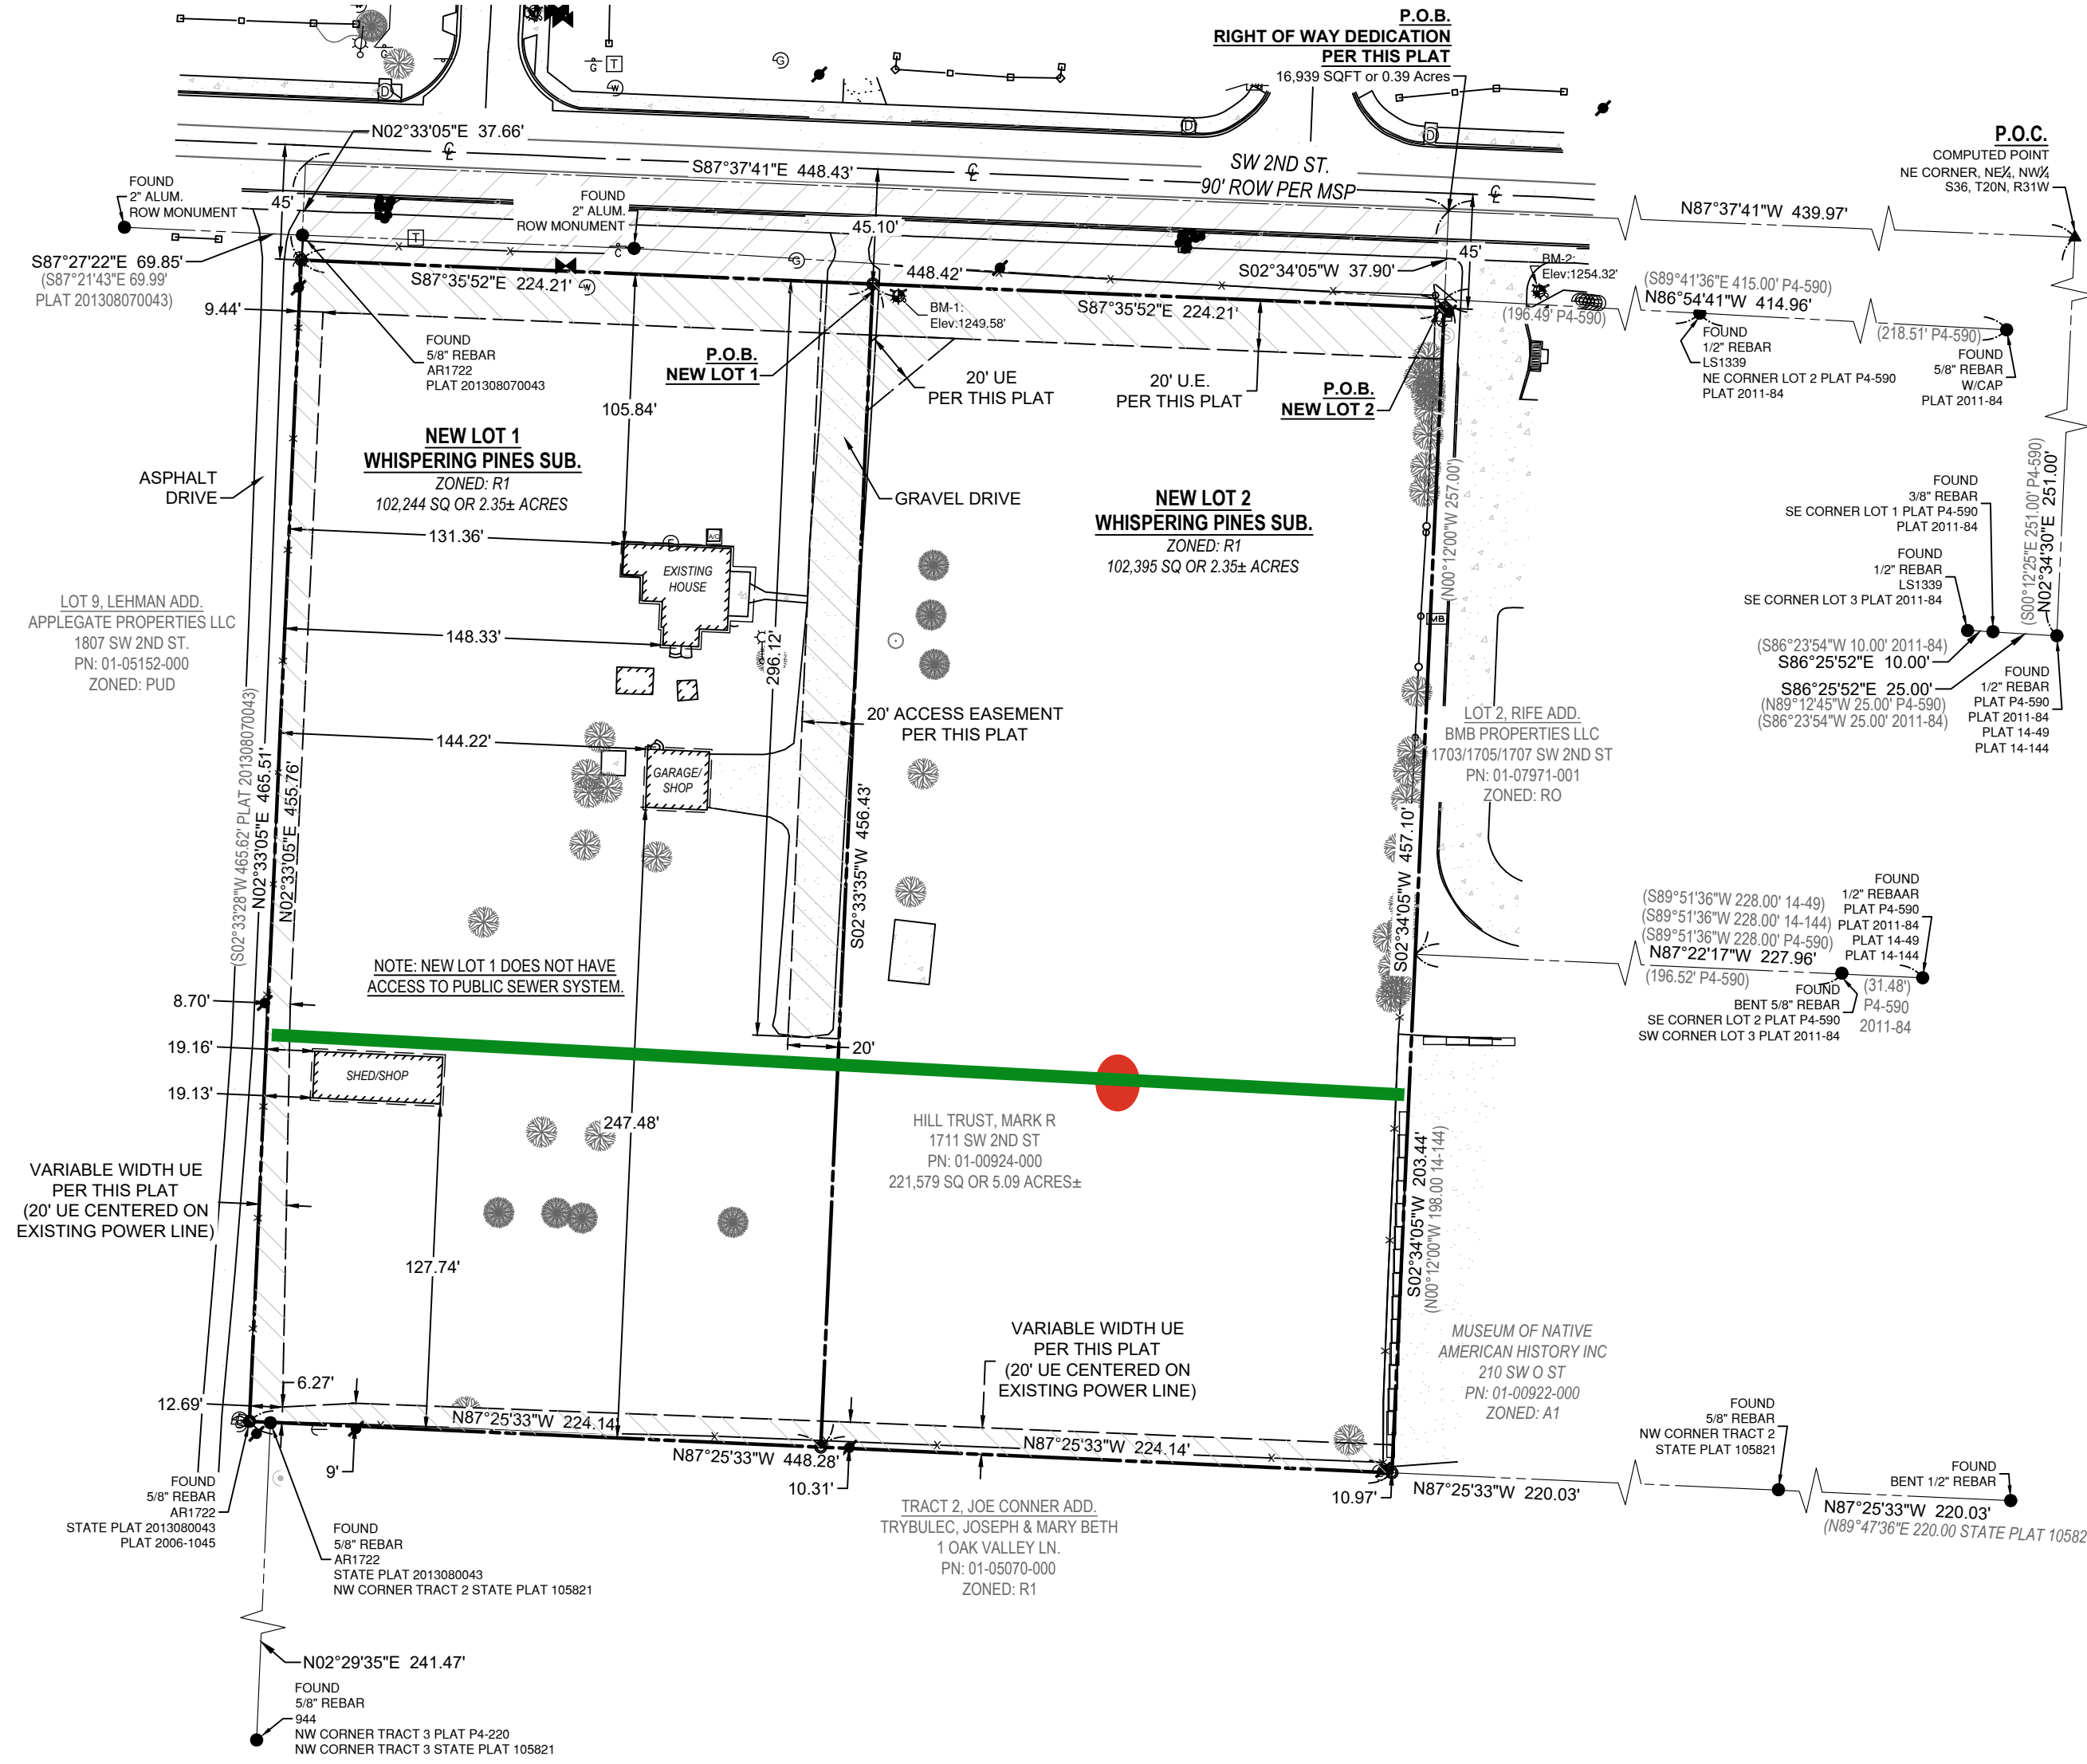 P.O.B.
RIGHT OF WAY DEDICATION
PER THIS PLAT
16,939 SQFT or 0.39 Acres
N02°33'05"E 37.66'
S87°37'41"E 448.43'
SW 2ND ST.
90' ROW PER MSP
P.O.C.
COMPUTED POINT
NE CORNER, NE¼, NW¼
S36, T20N, R31W
N87°37'41"W 439.97'
FOUND
2" ALUM.
ROW MONUMENT
45'
FOUND
2" ALUM.
ROW MONUMENT
45.10'
45'
S87°27'22"E 69.85'
(S87°21'43"E 69.99'
PLAT 201308070043)
S87°35'52"E 224.21'
448.42'
S02°34'05"W 37.90'
BM-2:
Elev:1254.32'
(S89°41'36"E 415.00' P4-590)
N86°54'41"W 414.96'
(196.49' P4-590)
(218.51' P4-590)
9.44'
BM-1:
Elev:1249.58'
S87°35'52"E 224.21'
FOUND
1/2" REBAR
LS1339
NE CORNER LOT 2 PLAT P4-590
PLAT 2011-84
FOUND
5/8" REBAR
W/CAP
PLAT 2011-84
FOUND
5/8" REBAR
AR1722
PLAT 201308070043
P.O.B.
NEW LOT 1
20' UE
PER THIS PLAT
20' U.E.
PER THIS PLAT
P.O.B.
NEW LOT 2
105.84'
NEW LOT 1
WHISPERING PINES SUB.
ZONED: R1
102,244 SQ OR 2.35± ACRES
ASPHALT
DRIVE
GRAVEL DRIVE
NEW LOT 2
WHISPERING PINES SUB.
ZONED: R1
102,395 SQ OR 2.35± ACRES
(N00°12'00"W 257.00')
(S00°12'25"E 251.00' P4-590)
N02°34'30"E 251.00'
FOUND
3/8" REBAR
SE CORNER LOT 1 PLAT P4-590
PLAT 2011-84
FOUND
1/2" REBAR
LS1339
SE CORNER LOT 3 PLAT 2011-84
131.36'
A/C
EXISTING
HOUSE
LOT 9, LEHMAN ADD.
APPLEGATE PROPERTIES LLC
1807 SW 2ND ST.
PN: 01-05152-000
ZONED: PUD
148.33'
296.12'
MB
(S86°23'54"W 10.00' 2011-84)
S86°25'52"E 10.00'
S86°25'52"E 25.00'
(N89°12'45"W 25.00' P4-590)
(S86°23'54"W 25.00' 2011-84)
FOUND
1/2" REBAR
PLAT P4-590
PLAT 2011-84
PLAT 14-49
PLAT 14-144
20' ACCESS EASEMENT
PER THIS PLAT
LOT 2, RIFE ADD.
BMB PROPERTIES LLC
1703/1705/1707 SW 2ND ST
PN: 01-07971-001
ZONED: RO
144.22'
GARAGE/
SHOP
(S02°33'28"W 465.62' PLAT 201308070043)
N02°33'05"E 465.51'
N02°33'05"E 455.76'
S02°33'35"W 456.43'
S02°34'05"W 457.10'
(S89°51'36"W 228.00' 14-49)
(S89°51'36"W 228.00' 14-144)
(S89°51'36"W 228.00' P4-590)
N87°22'17"W 227.96'
(196.52' P4-590)
FOUND
1/2" REBAAR
PLAT P4-590
PLAT 2011-84
PLAT 14-49
PLAT 14-144
FOUND
BENT 5/8" REBAR
SE CORNER LOT 2 PLAT P4-590
SW CORNER LOT 3 PLAT 2011-84
(31.48')
P4-590
2011-84
NOTE: NEW LOT 1 DOES NOT HAVE
ACCESS TO PUBLIC SEWER SYSTEM.
8.70'
19.16'
20'
SHED/SHOP
19.13'
247.48'
HILL TRUST, MARK R
1711 SW 2ND ST
PN: 01-00924-000
221,579 SQ OR 5.09 ACRES±
S02°34'05"W 203.44'
(N00°12'00"W 198.00 14-144)
VARIABLE WIDTH UE
PER THIS PLAT
(20' UE CENTERED ON
EXISTING POWER LINE)
127.74'
VARIABLE WIDTH UE
PER THIS PLAT
(20' UE CENTERED ON
EXISTING POWER LINE)
MUSEUM OF NATIVE
AMERICAN HISTORY INC
210 SW O ST
PN: 01-00922-000
ZONED: A1
6.27'
12.69'
N87°25'33"W 224.14'
N87°25'33"W 448.28'
N87°25'33"W 224.14'
9'
10.31'
10.97'
N87°25'33"W 220.03'
FOUND
5/8" REBAR
NW CORNER TRACT 2
STATE PLAT 105821
FOUND
BENT 1/2" REBAR
N87°25'33"W 220.03'
(N89°47'36"E 220.00 STATE PLAT 10582
FOUND
5/8" REBAR
AR1722
STATE PLAT 2013080043
PLAT 2006-1045
TRACT 2, JOE CONNER ADD.
TRYBULEC, JOSEPH & MARY BETH
1 OAK VALLEY LN.
PN: 01-05070-000
ZONED: R1
FOUND
5/8" REBAR
AR1722
STATE PLAT 2013080043
NW CORNER TRACT 2 STATE PLAT 105821
N02°29'35"E 241.47'
FOUND
5/8" REBAR
944
NW CORNER TRACT 3 PLAT P4-220
NW CORNER TRACT 3 STATE PLAT 105821